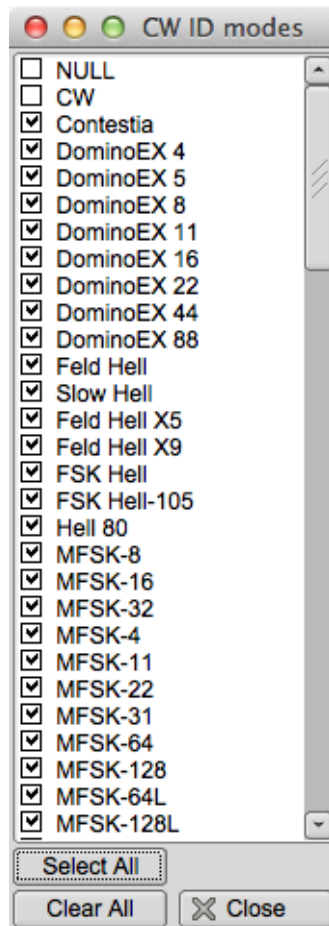 CW ID modes
NULL
CW
Contestia
DominoEX 4
DominoEX 5
DominoEX 8
DominoEX 11
DominoEX 16
DominoEX 22
DominoEX 44
DominoEX 88
Feld Hell
Slow Hell
Feld Hell X5
Feld Hell X9
FSK Hell
FSK Hell-105
Hell 80
MFSK-8
MFSK-16
MFSK-32
MFSK-4
MFSK-11
MFSK-22
MFSK-31
MFSK-64
MFSK-128
MFSK-64L
MFSK-128L
Select All
Clear All Close